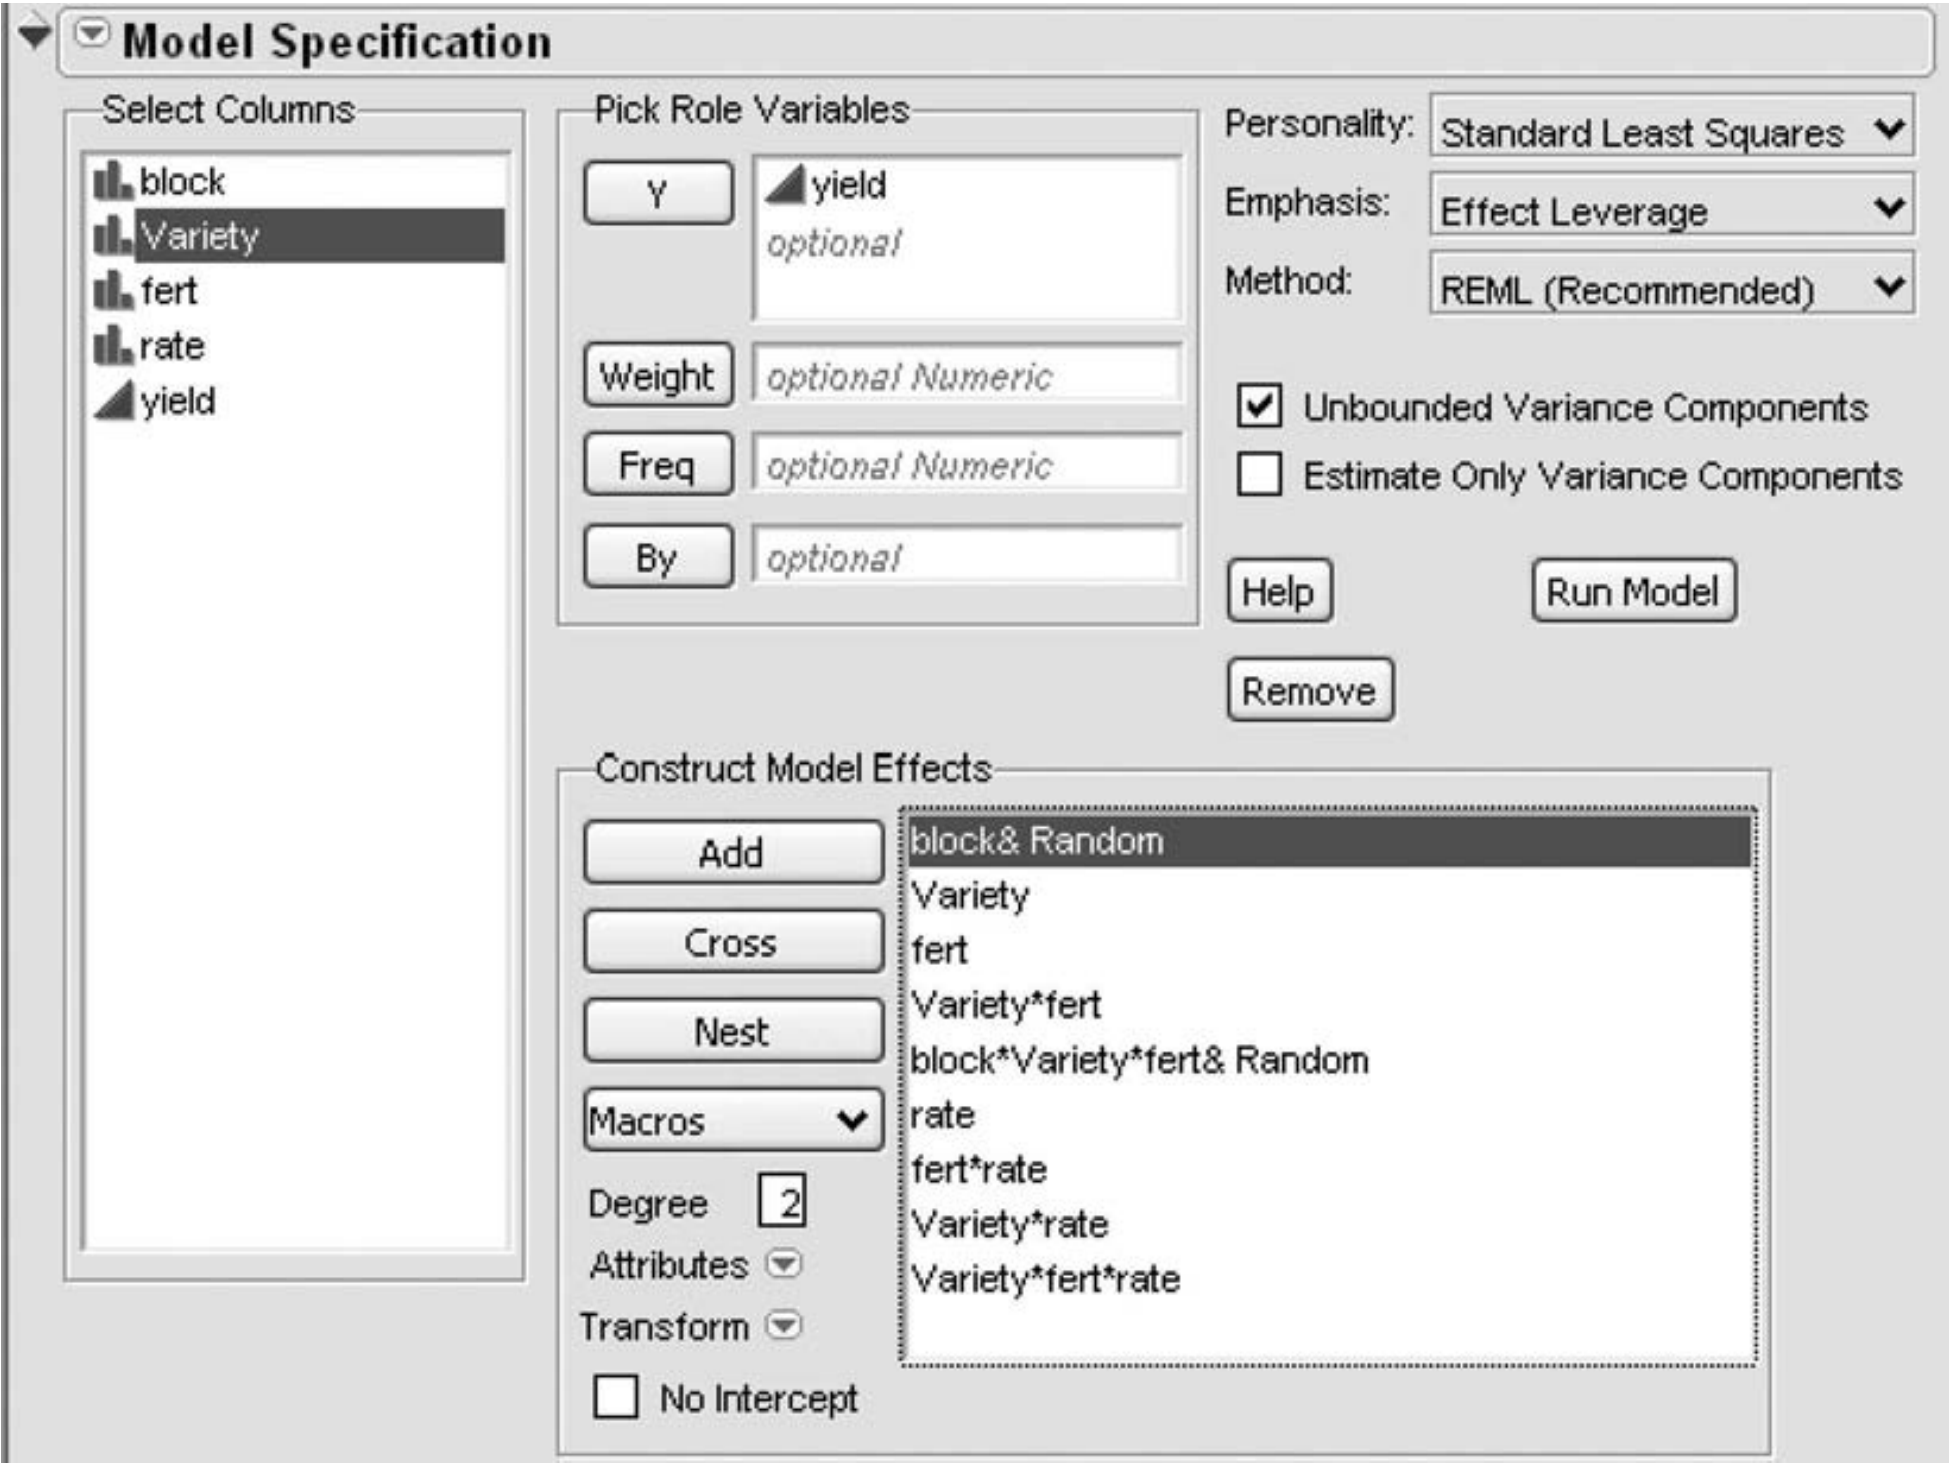 Model Specification
Select Columns
block
Variety
fert
rate
yield
Pick Role Variables
Y
yield
optional
Weight
optional Numeric
Freq
optional Numeric
By
optional
Personality:
Standard Least Squares
Emphasis:
Effect Leverage
Method:
REML (Recommended)
Unbounded Variance Components
Estimate Only Variance Components
Help
Run Model
Remove
Construct Model Effects
Add
Cross
Nest
Macros
Degree 2
Attributes
Transform
No Intercept
block& Random
Variety
fert
Variety*fert
block*Variety*fert& Random
rate
fert*rate
Variety*rate
Variety*fert*rate